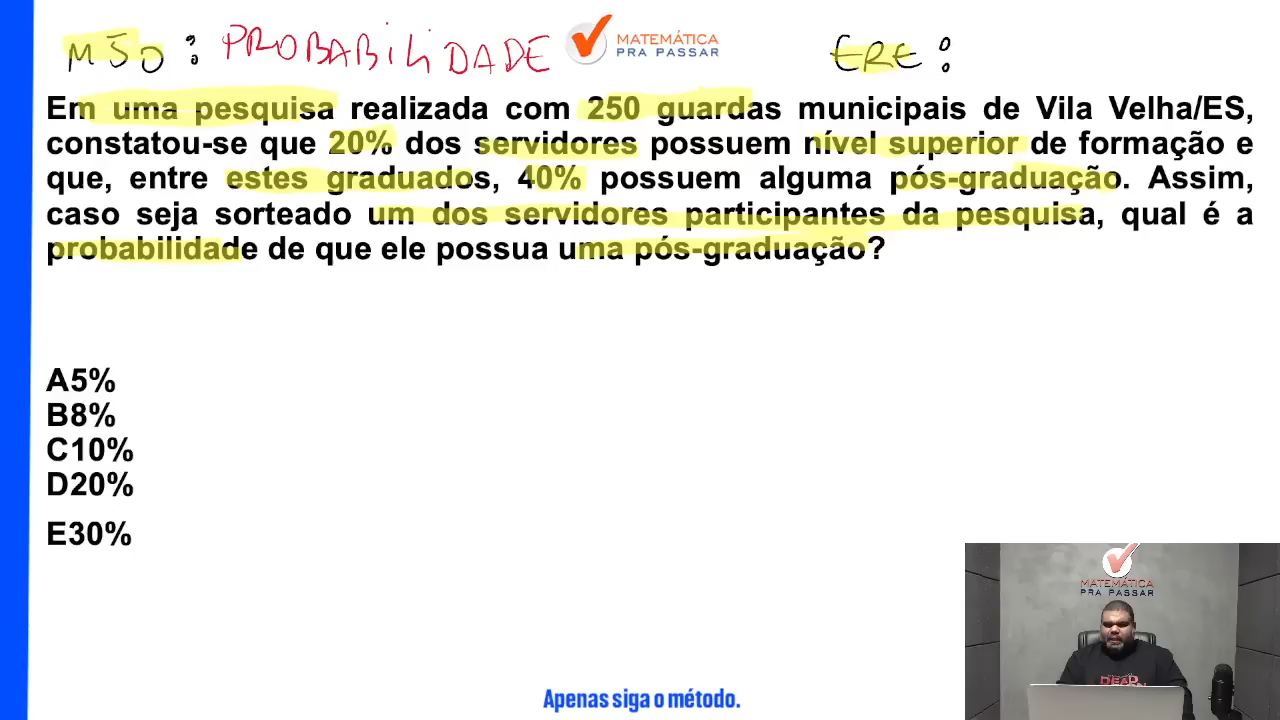 MÉTO : PROBABILIDADE
MATEMÁTICA
PRA PASSAR
ERE :
Em uma pesquisa realizada com 250 guardas municipais de Vila Velha/ES,
constatou-se que 20% dos servidores possuem nível superior de formação e
que, entre estes graduados, 40% possuem alguma pós-graduação. Assim,
caso seja sorteado um dos servidores participantes da pesquisa, qual é a
probabilidade de que ele possua uma pós-graduação?
A5%
B8%
C10%
D20%
E30%
MATEMÁTICA
PRA PASSAR
Apenas siga o método.